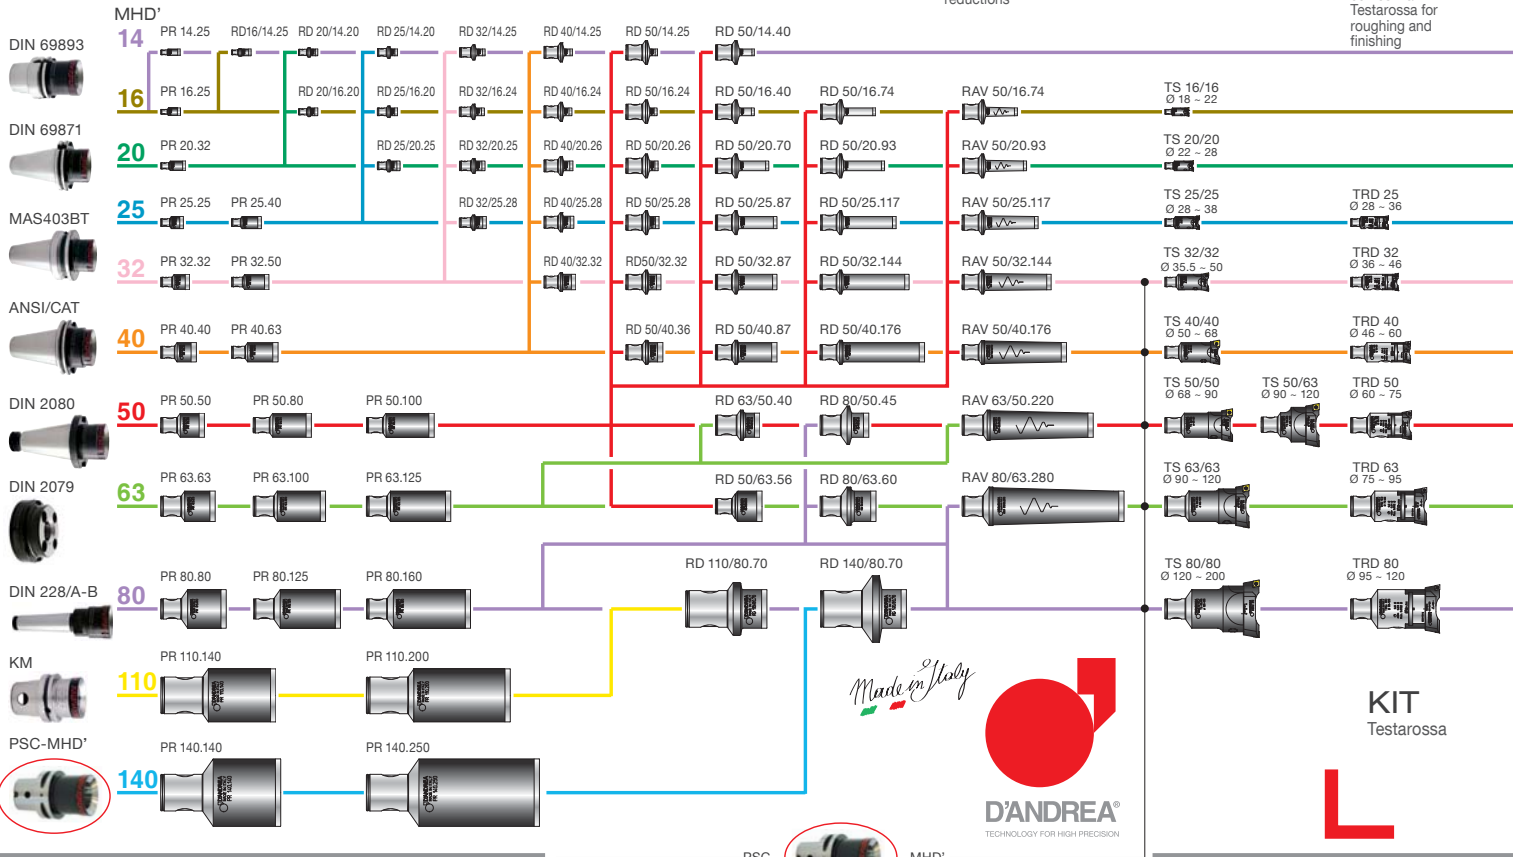 reductions
Testarossa for
roughing and
finishing
MHD’
DIN 69893
14
PR 14.25
RD16/14.25
RD 20/14.20
RD 25/14.20
RD 32/14.25
RD 40/14.25
RD 50/14.25
RD 50/14.40
16
PR 16.25
RD 20/16.20
RD 25/16.20
RD 32/16.24
RD 40/16.24
RD 50/16.24
RD 50/16.40
RD 50/16.74
RAV 50/16.74
TS 16/16
Ø 18 ~ 22
DIN 69871
20
PR 20.32
RD 25/20.25
RD 32/20.25
RD 40/20.26
RD 50/20.26
RD 50/20.70
RD 50/20.93
RAV 50/20.93
TS 20/20
Ø 22 ~ 28
MAS403BT
25
PR 25.25
PR 25.40
RD 32/25.28
RD 40/25.28
RD 50/25.28
RD 50/25.87
RD 50/25.117
RAV 50/25.117
TS 25/25
Ø 28 ~ 38
TRD 25
Ø 28 ~ 36
32
PR 32.32
PR 32.50
RD 40/32.32
RD50/32.32
RD 50/32.87
RD 50/32.144
RAV 50/32.144
TS 32/32
Ø 35.5 ~ 50
TRD 32
Ø 36 ~ 46
ANSI/CAT
40
PR 40.40
PR 40.63
RD 50/40.36
RD 50/40.87
RD 50/40.176
RAV 50/40.176
TS 40/40
Ø 50 ~ 68
TRD 40
Ø 46 ~ 60
DIN 2080
50
PR 50.50
PR 50.80
PR 50.100
RD 63/50.40
RD 80/50.45
RAV 63/50.220
TS 50/50
Ø 68 ~ 90
TS 50/63
Ø 90 ~ 120
TRD 50
Ø 60 ~ 75
DIN 2079
63
PR 63.63
PR 63.100
PR 63.125
RD 50/63.56
RD 80/63.60
RAV 80/63.280
TS 63/63
Ø 90 ~ 120
TRD 63
Ø 75 ~ 95
DIN 228/A-B
80
PR 80.80
PR 80.125
PR 80.160
RD 110/80.70
RD 140/80.70
TS 80/80
Ø 120 ~ 200
TRD 80
Ø 95 ~ 120
KM
110
PR 110.140
PR 110.200
Made in Italy
KIT
Testarossa
PSC-MHD’
140
PR 140.140
PR 140.250
D'ANDREA®
TECHNOLOGY FOR HIGH PRECISION
PSC
MHD’